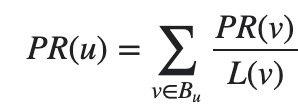 PR(u) = ∑_{v∈B_u} PR(v) / L(v)